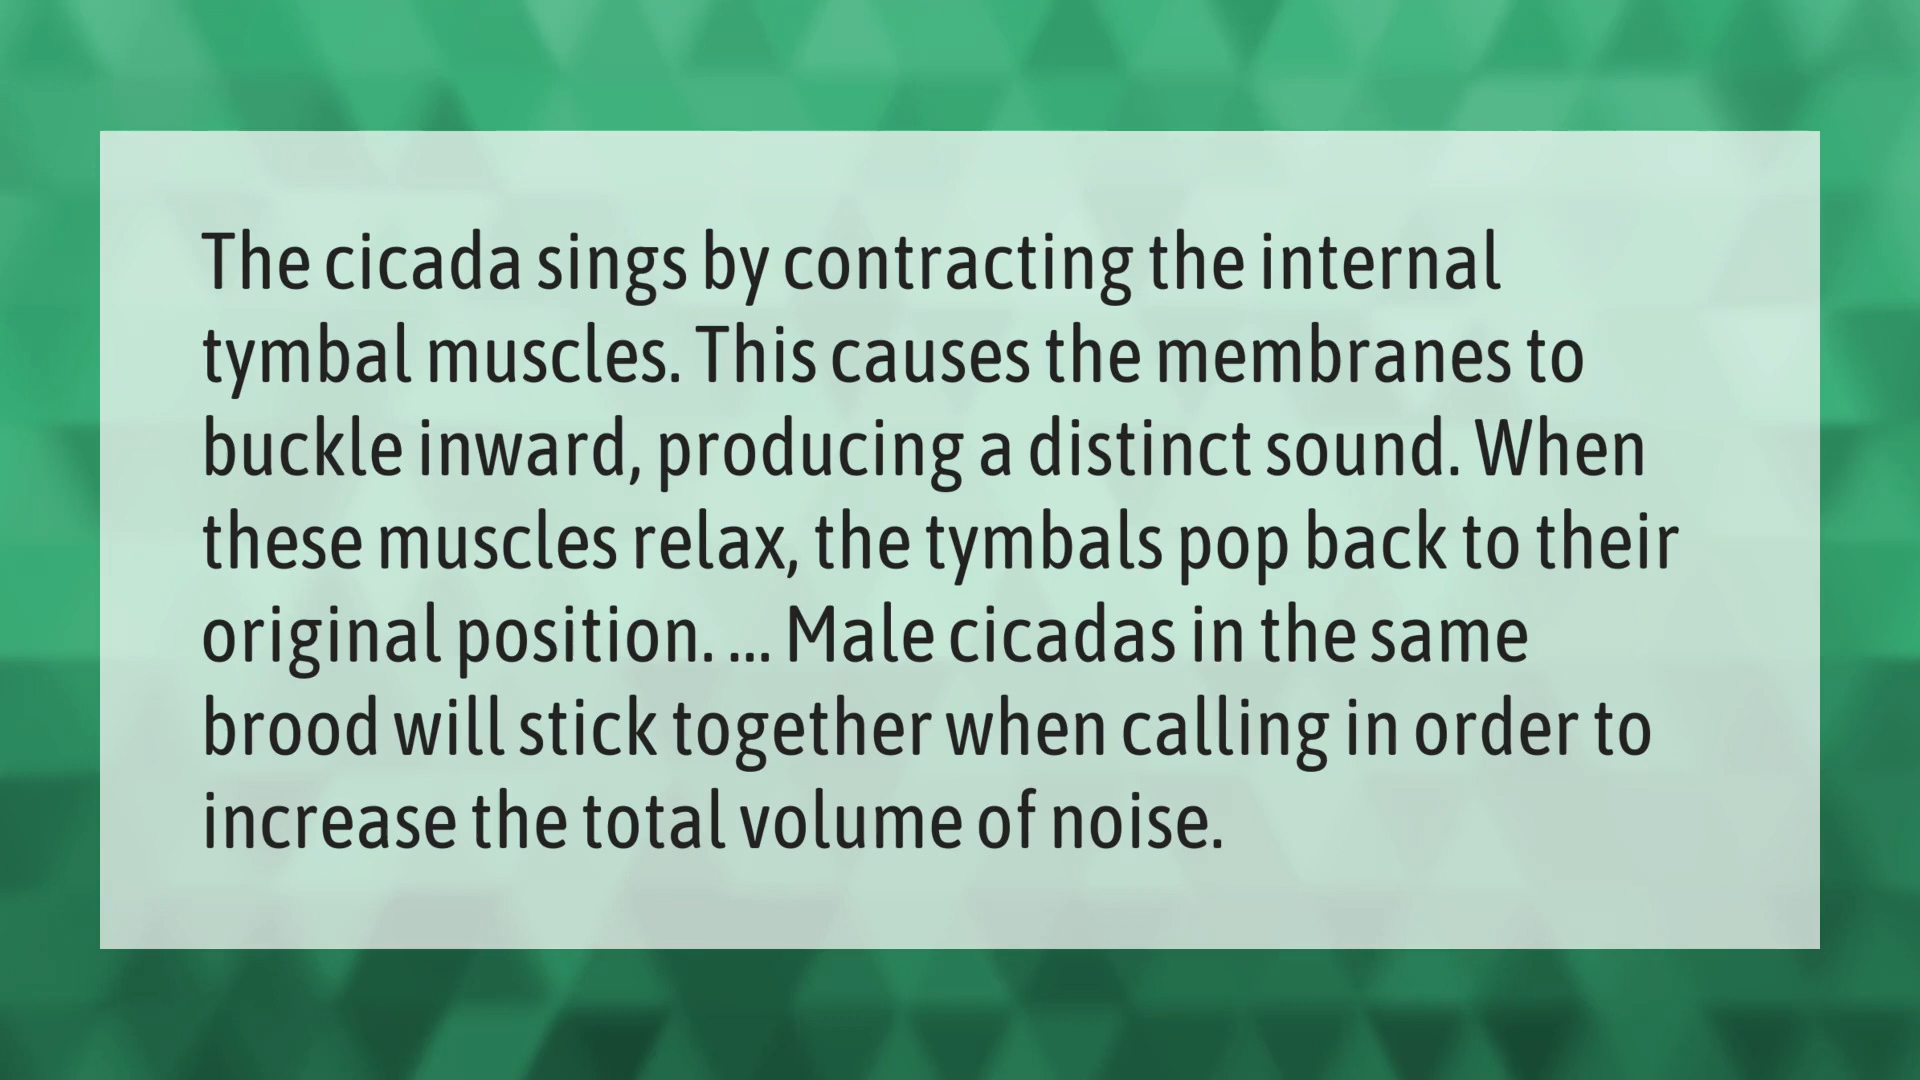 The cicada sings by contracting the internal
tymbal muscles. This causes the membranes to
buckle inward, producing a distinct sound. When
these muscles relax, the tymbals pop back to their
original position. ... Male cicadas in the same
brood will stick together when calling in order to
increase the total volume of noise.